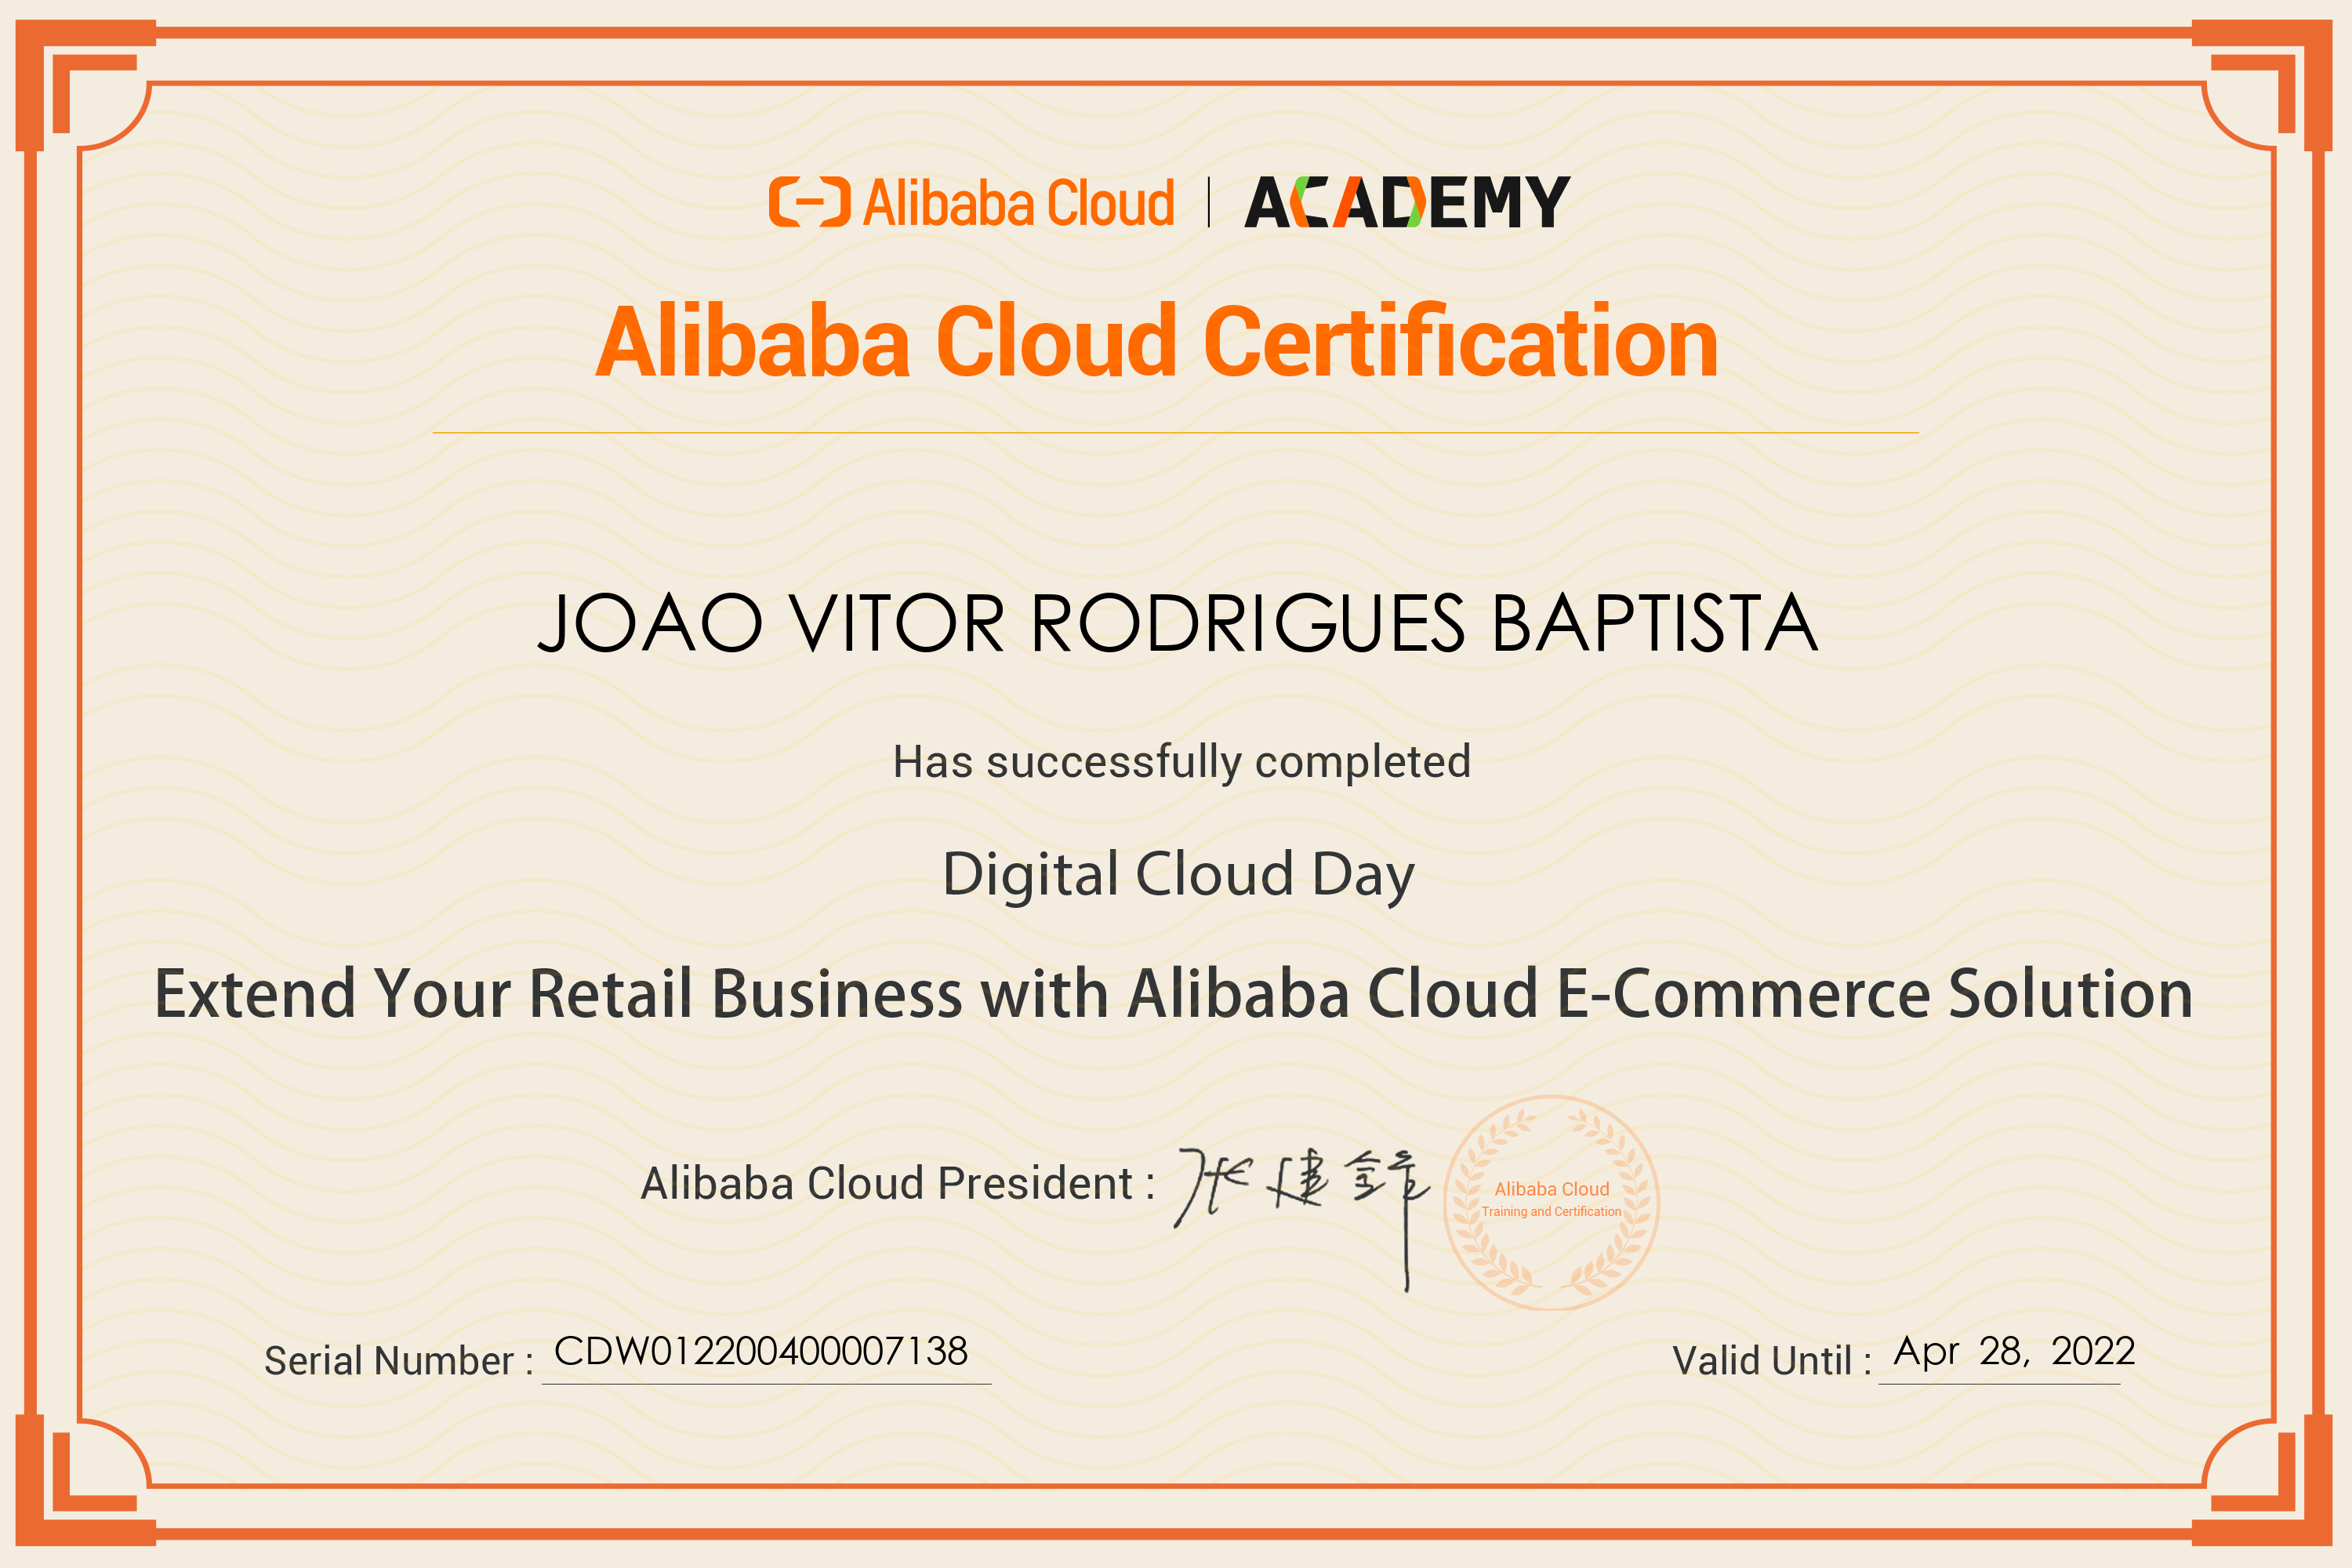 Alibaba Cloud | ACADEMY
Alibaba Cloud Certification
JOAO VITOR RODRIGUES BAPTISTA
Has successfully completed
Digital Cloud Day
Extend Your Retail Business with Alibaba Cloud E-Commerce Solution
Alibaba Cloud President : 张建锋
Alibaba Cloud
Training and Certification
Serial Number : CDW012200400007138
Valid Until : Apr 28, 2022